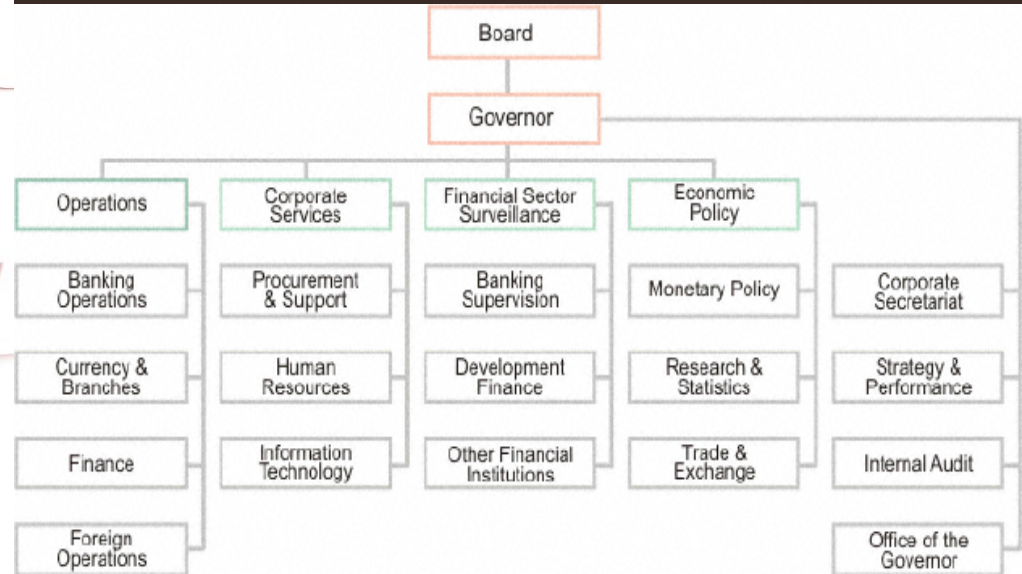 Board
Governor
Operations
Corporate
Services
Financial Sector
Surveillance
Economic
Policy
Banking
Operations
Procurement
& Support
Banking
Supervision
Monetary Policy
Corporate
Secretariat
Currency &
Branches
Human
Resources
Development
Finance
Research &
Statistics
Strategy &
Performance
Finance
Information
Technology
Other Financial
Institutions
Trade &
Exchange
Internal Audit
Foreign
Operations
Office of the
Governor